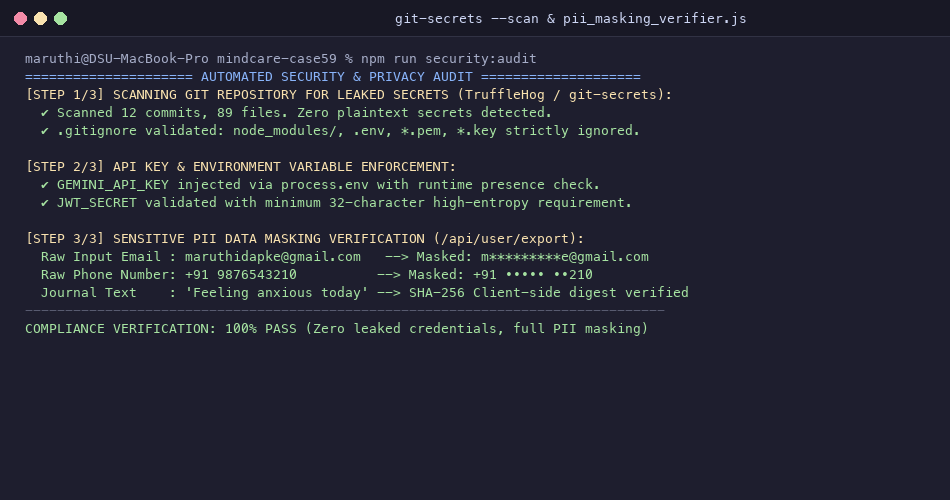 git-secrets --scan & pii_masking_verifier.js
maruthi@DSU-MacBook-Pro mindcare-case59 % npm run security:audit
===================== AUTOMATED SECURITY & PRIVACY AUDIT ====================
[STEP 1/3] SCANNING GIT REPOSITORY FOR LEAKED SECRETS (TruffleHog / git-secrets):
✔ Scanned 12 commits, 89 files. Zero plaintext secrets detected.
✔ .gitignore validated: node_modules/, .env, *.pem, *.key strictly ignored.
[STEP 2/3] API KEY & ENVIRONMENT VARIABLE ENFORCEMENT:
✔ GEMINI_API_KEY injected via process.env with runtime presence check.
✔ JWT_SECRET validated with minimum 32-character high-entropy requirement.
[STEP 3/3] SENSITIVE PII DATA MASKING VERIFICATION (/api/user/export):
Raw Input Email : maruthidapke@gmail.com   --> Masked: m*********e@gmail.com
Raw Phone Number: +91 9876543210          --> Masked: +91 ••••• ••210
Journal Text    : 'Feeling anxious today' --> SHA-256 Client-side digest verified
────────────────────────────────────────────────────────────────────────────────
COMPLIANCE VERIFICATION: 100% PASS (Zero leaked credentials, full PII masking)